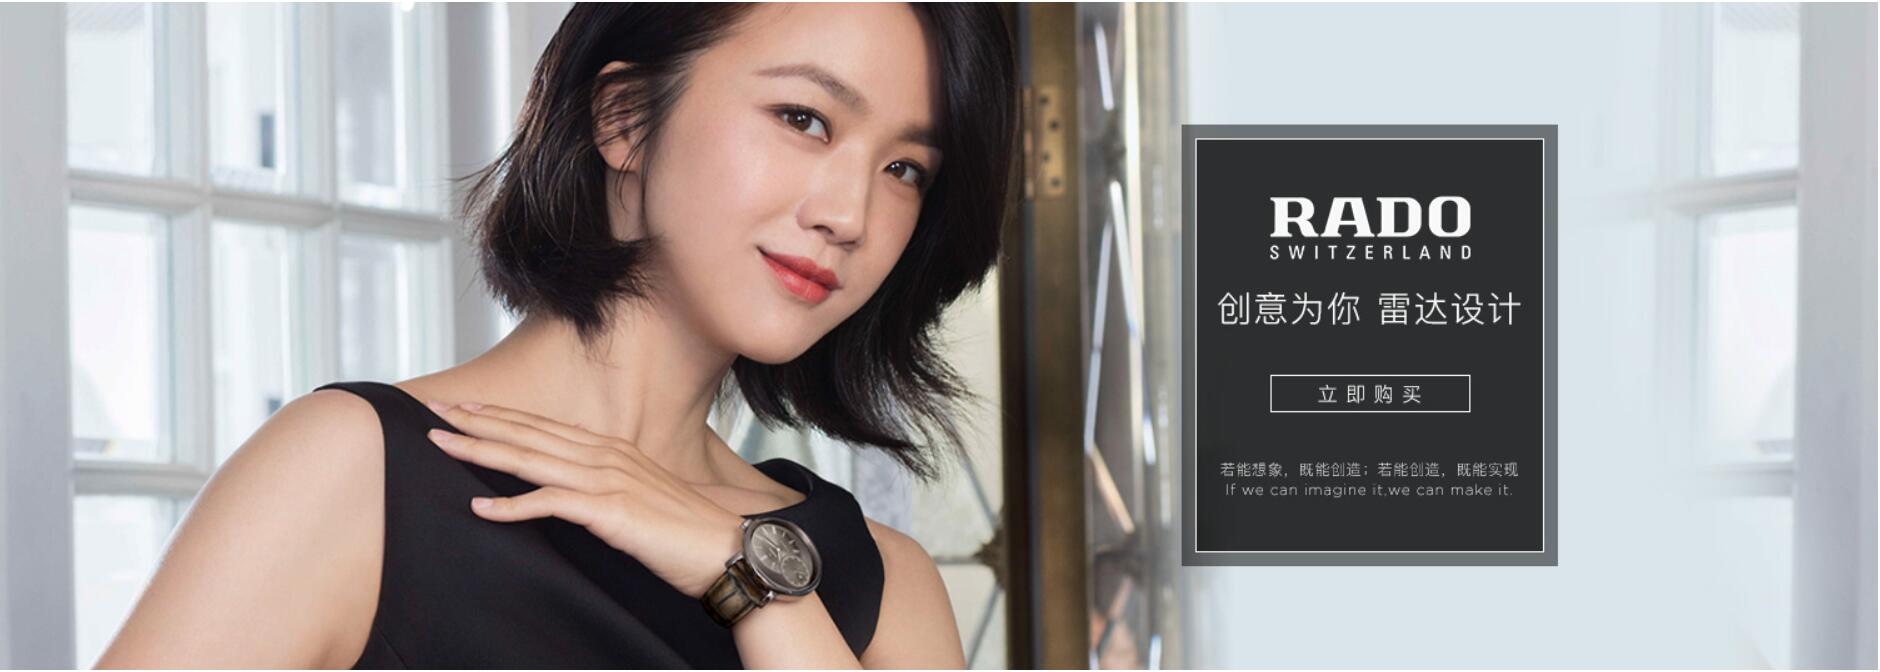 RADO
SWITZERLAND
创意为你 雷达设计
立即购买
若能想象，既能创造；若能创造，既能实现
If we can imagine it,we can make it.